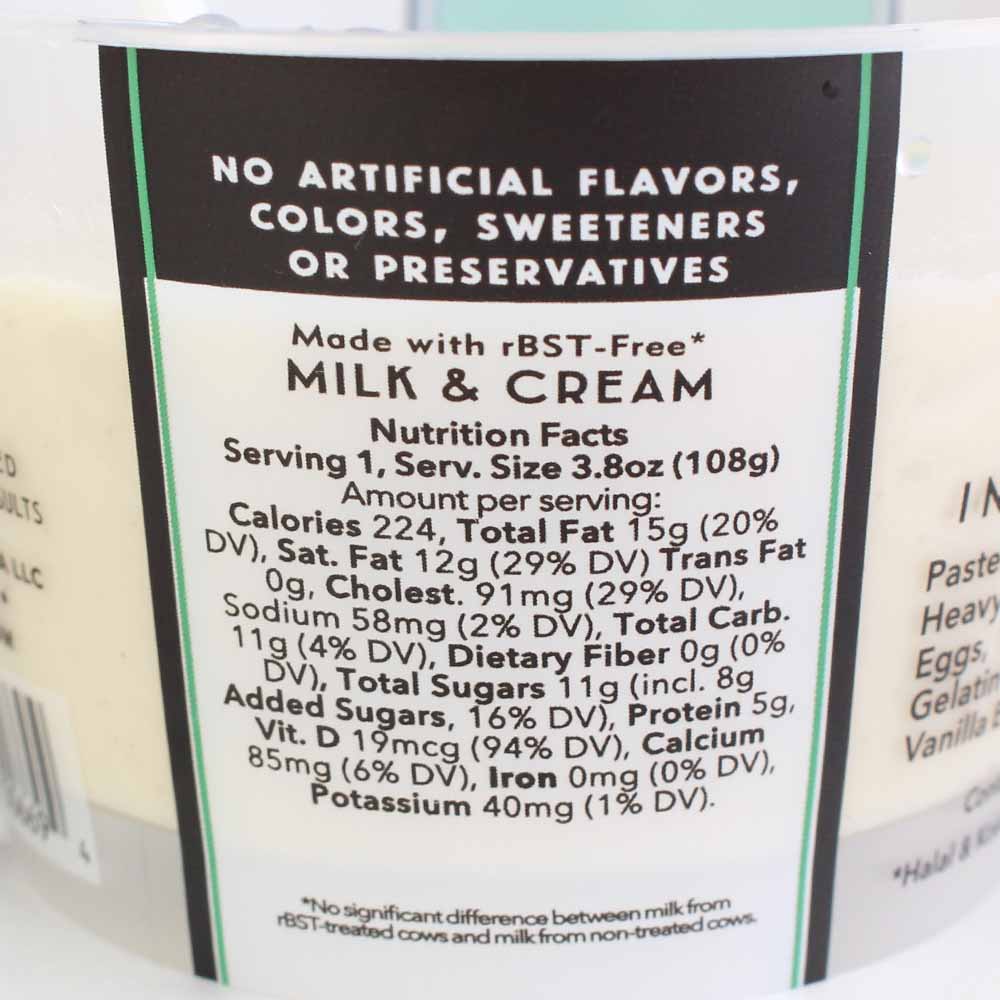 NO ARTIFICIAL FLAVORS,
COLORS, SWEETENERS
OR PRESERVATIVES
Made with rBST-Free*
MILK & CREAM
Nutrition Facts
Serving 1, Serv. Size 3.8oz (108g)
Amount per serving:
Calories 224, Total Fat 15g (20%
DV), Sat. Fat 12g (29% DV) Trans Fat
0g, Cholest. 91mg (29% DV),
Sodium 58mg (2% DV), Total Carb.
11g (4% DV), Dietary Fiber 0g (0%
DV), Total Sugars 11g (incl. 8g
Added Sugars, 16% DV), Protein 5g,
Vit. D 19mcg (94% DV), Calcium
85mg (6% DV), Iron 0mg (0% DV),
Potassium 40mg (1% DV).
*No significant difference between milk from
rBST-treated cows and milk from non-treated cows.
LLC
4
Heavy
Eggs,
Vanilla
*Halal &